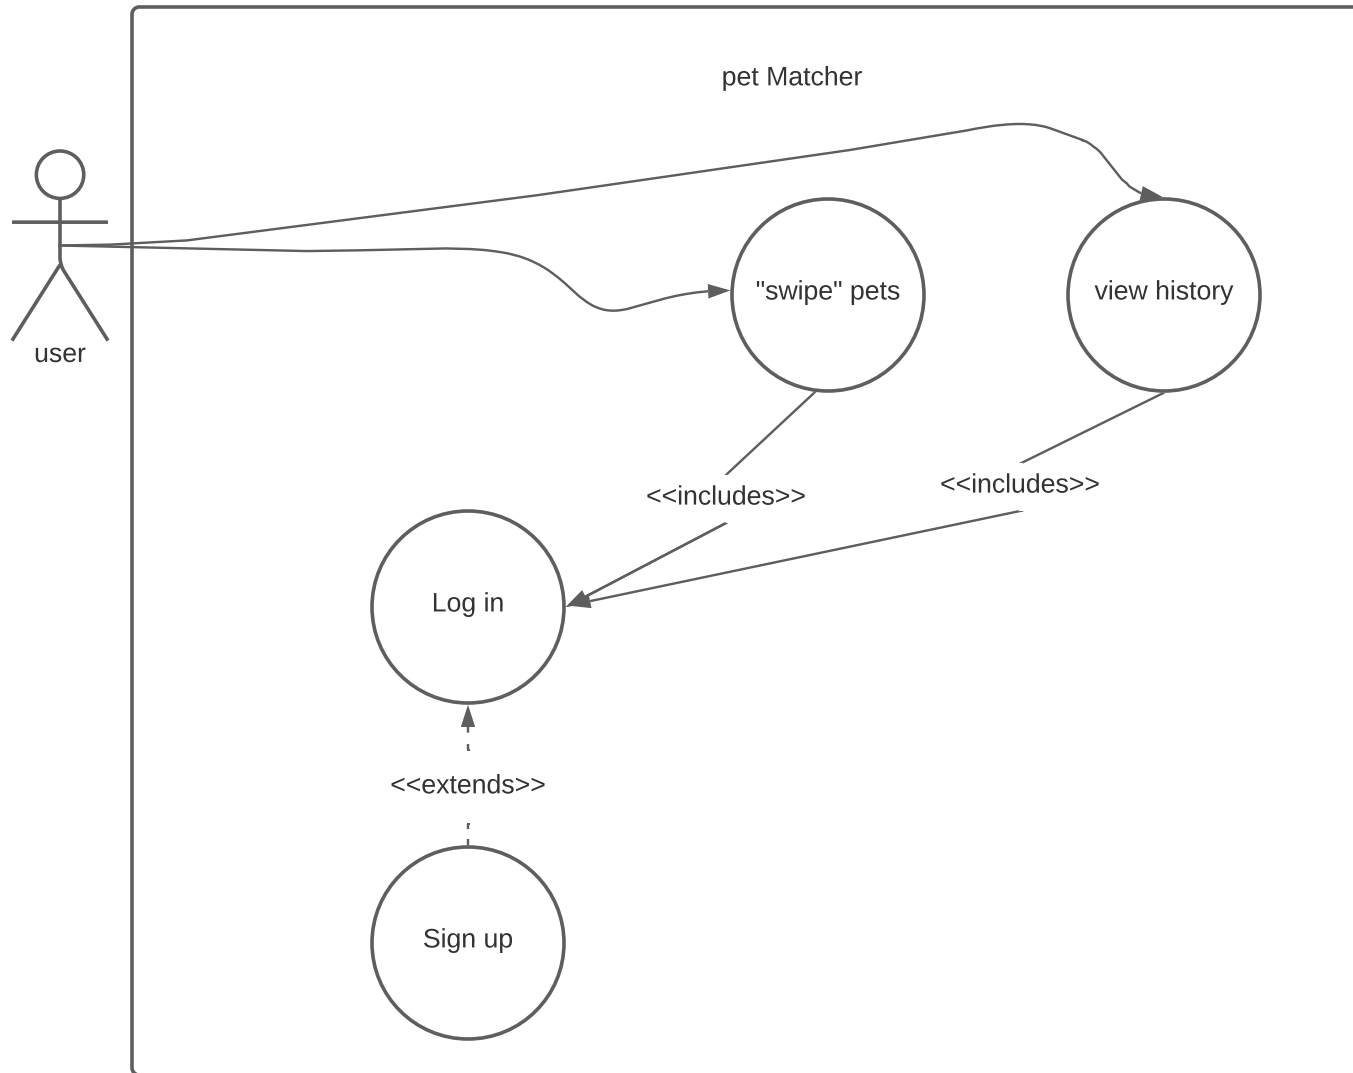 pet Matcher
user
"swipe" pets
view history
<<includes>>
<<includes>>
Log in
<<extends>>
Sign up